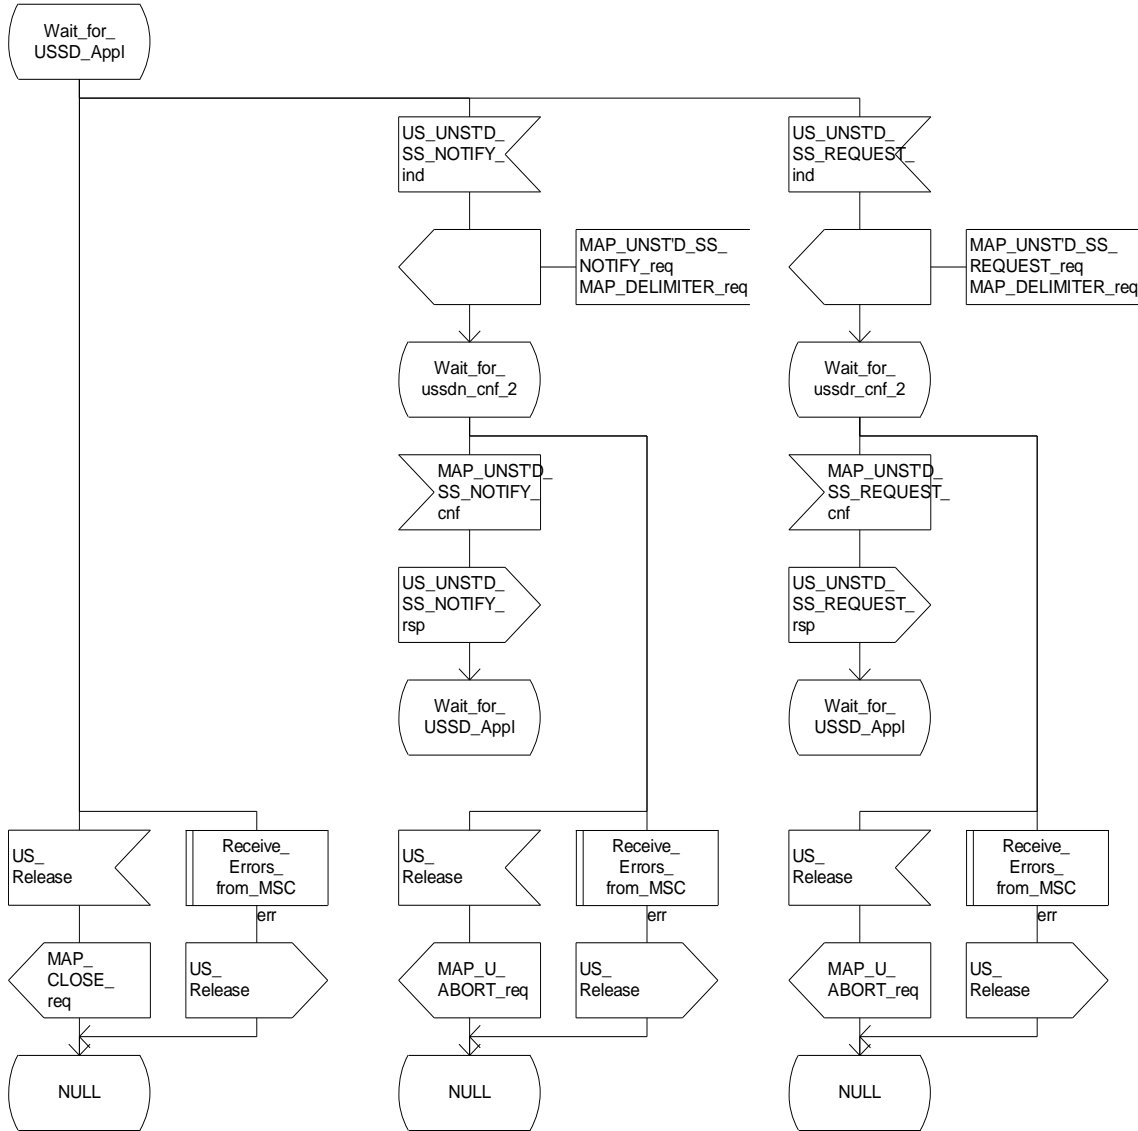 Wait_for_
USSD_Appl
US_UNST'D_
SS_NOTIFY_
ind
US_UNST'D_
SS_REQUEST_
ind
MAP_UNST'D_SS_
NOTIFY_req
MAP_DELIMITER_req
MAP_UNST'D_SS_
REQUEST_req
MAP_DELIMITER_req
Wait_for_
ussdn_cnf_2
Wait_for_
ussdr_cnf_2
MAP_UNST'D_
SS_NOTIFY_
cnf
MAP_UNST'D_
SS_REQUEST_
cnf
US_UNST'D_
SS_NOTIFY_
rsp
US_UNST'D_
SS_REQUEST_
rsp
Wait_for_
USSD_Appl
Wait_for_
USSD_Appl
US_
Release
Receive_
Errors_
from_MSC
err
US_
Release
Receive_
Errors_
from_MSC
err
US_
Release
Receive_
Errors_
from_MSC
err
MAP_
CLOSE_
req
US_
Release
MAP_U_
ABORT_req
US_
Release
MAP_U_
ABORT_req
US_
Release
NULL
NULL
NULL